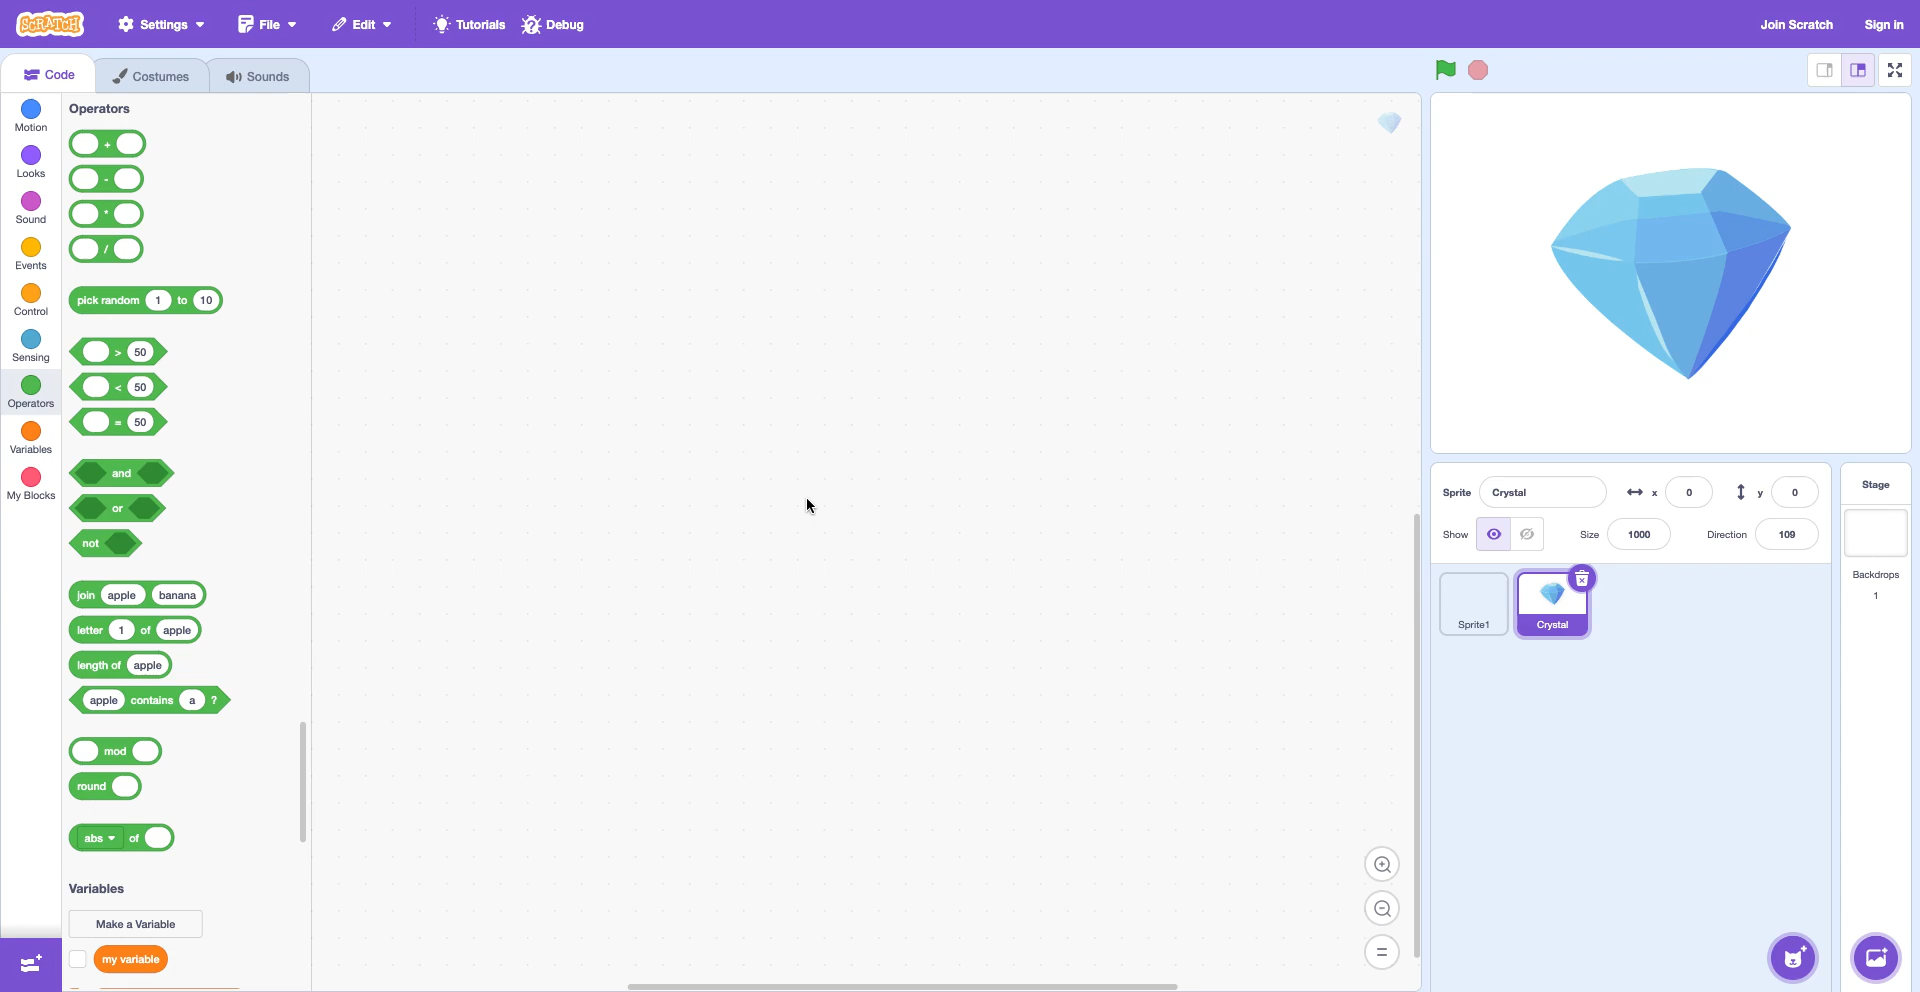 SCRATCH Settings File Edit Tutorials Debug Join Scratch Sign in
Code Costumes Sounds
Motion
Looks
Sound
Events
Control
Sensing
Operators
Variables
My Blocks
Operators
+
-
*
/
pick random 1 to 10
> 50
< 50
= 50
and
or
not
join apple banana
letter 1 of apple
length of apple
apple contains a ?
mod
round
abs of
Variables
Make a Variable
my variable
Sprite Crystal x 0 y 0
Show Size 1000 Direction 109
Sprite1
Crystal
Stage
Backdrops
1